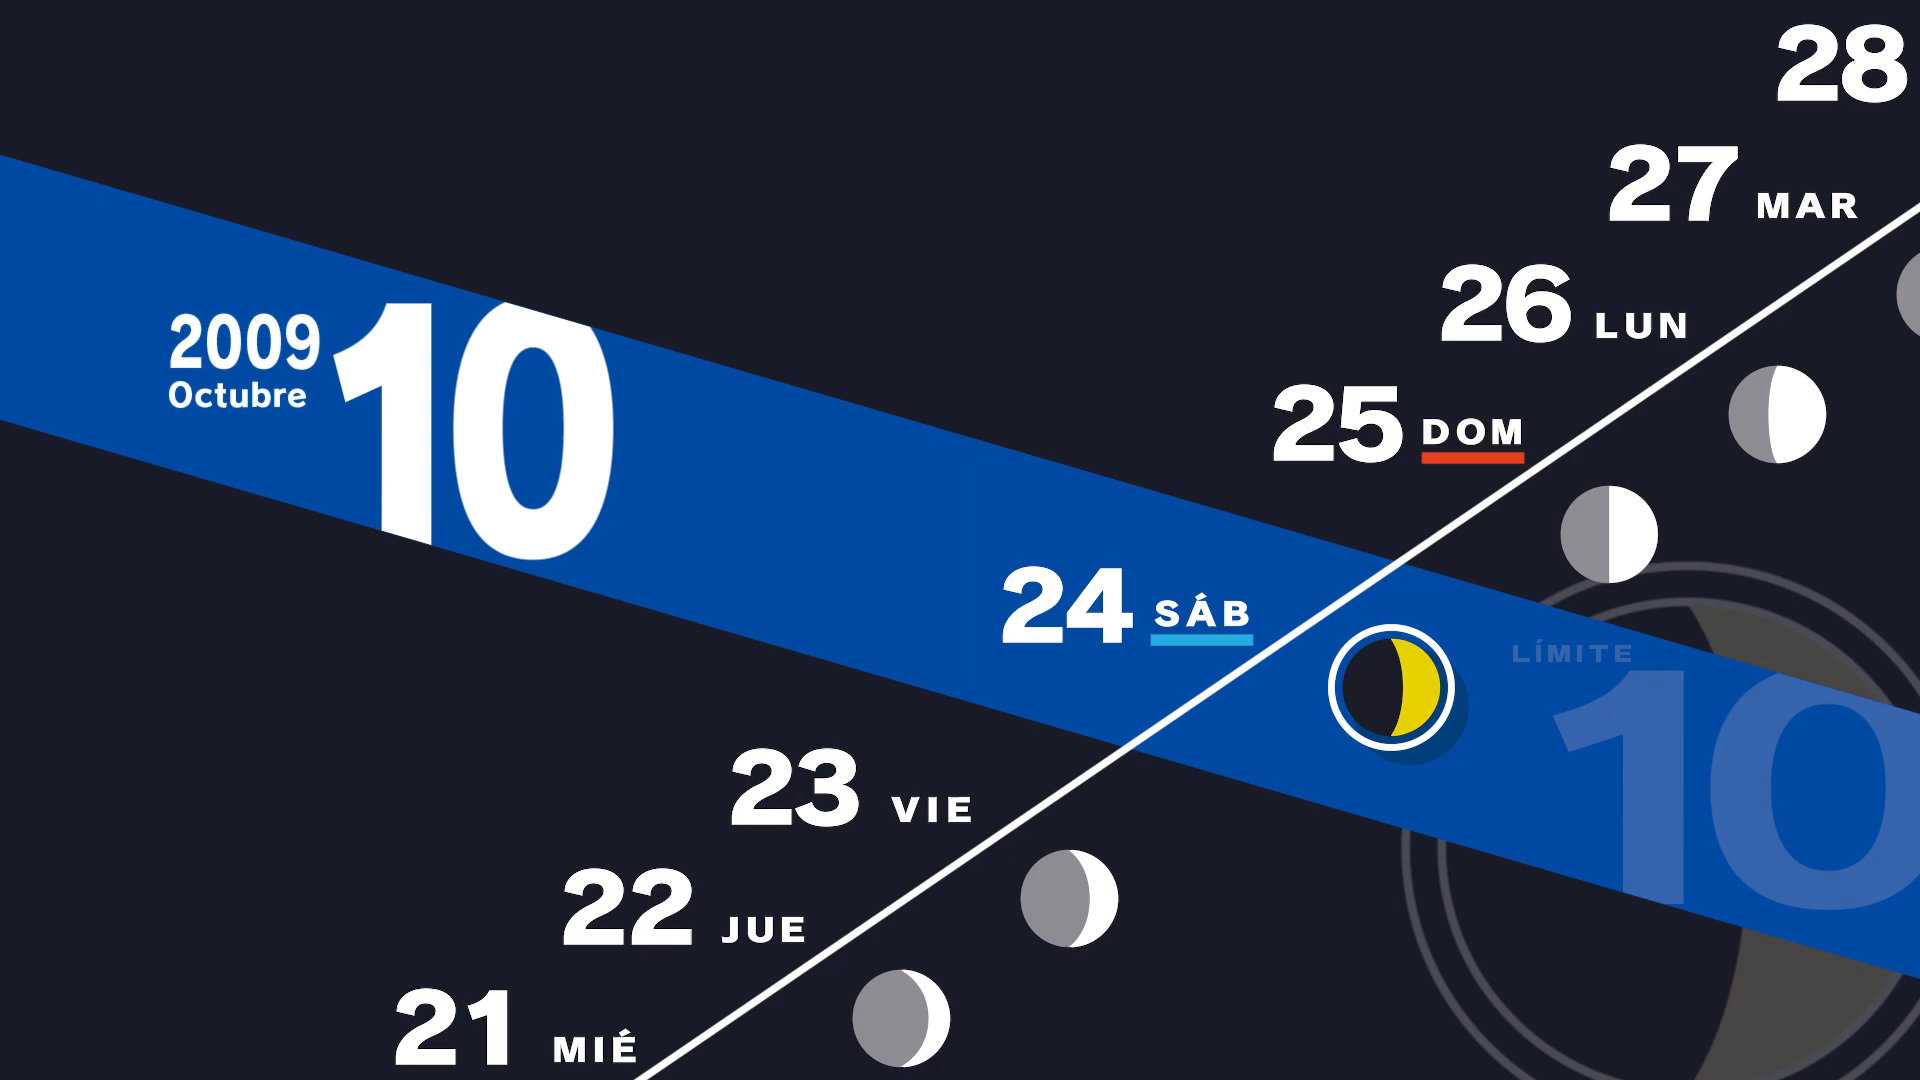 28
27 MAR
26 LUN
25 DOM
2009
Octubre
10
24 SÁB
LÍMITE
10
23 VIE
22 JUE
21 MIÉ